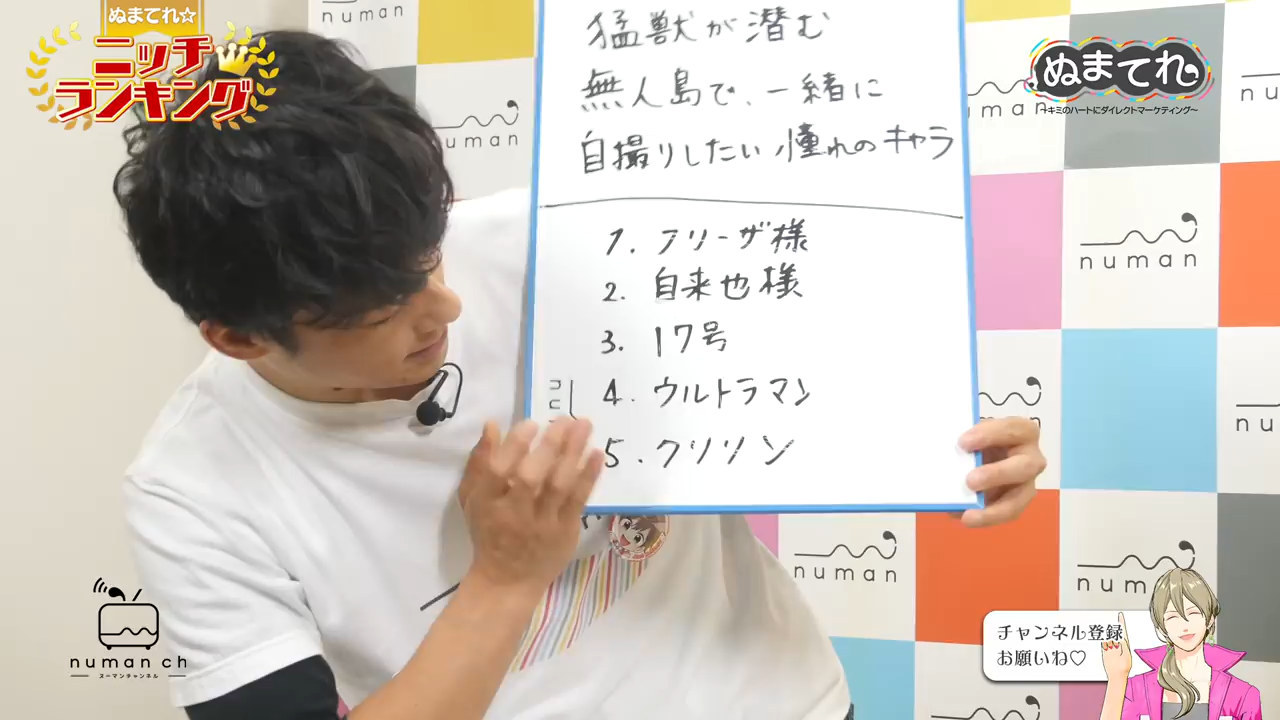 ぬまてれ☆
ニッチ
ランキング
numan
numan
ぬまてれ
~キミのハートにダイレクトマーケティング~
猛獣が潜む
無人島で、一緒に
自撮りしたい憧れのキャラ
1. フリーザ様
2. 自来也様
3. 17号
4. ウルトラマン
5. クリリン
numan
numan
numan
numan ch
ヌーマンチャンネル
チャンネル登録
お願いね♡